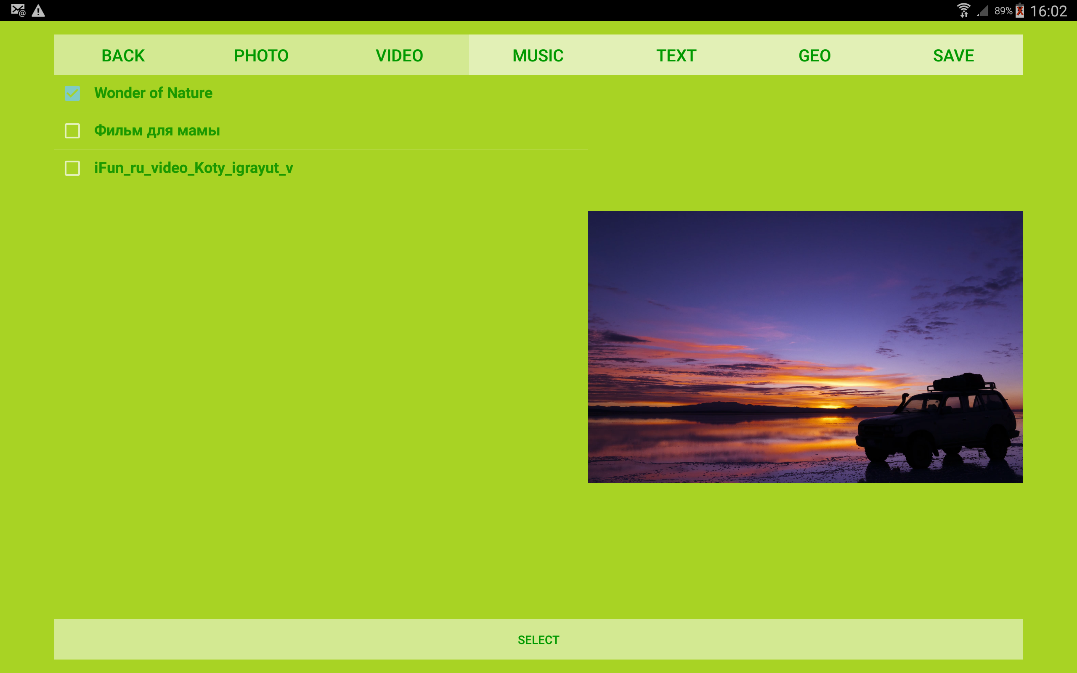 89% 16:02
BACK PHOTO VIDEO MUSIC TEXT GEO SAVE
Wonder of Nature
Фильм для мамы
iFun_ru_video_Koty_igrayut_v
SELECT